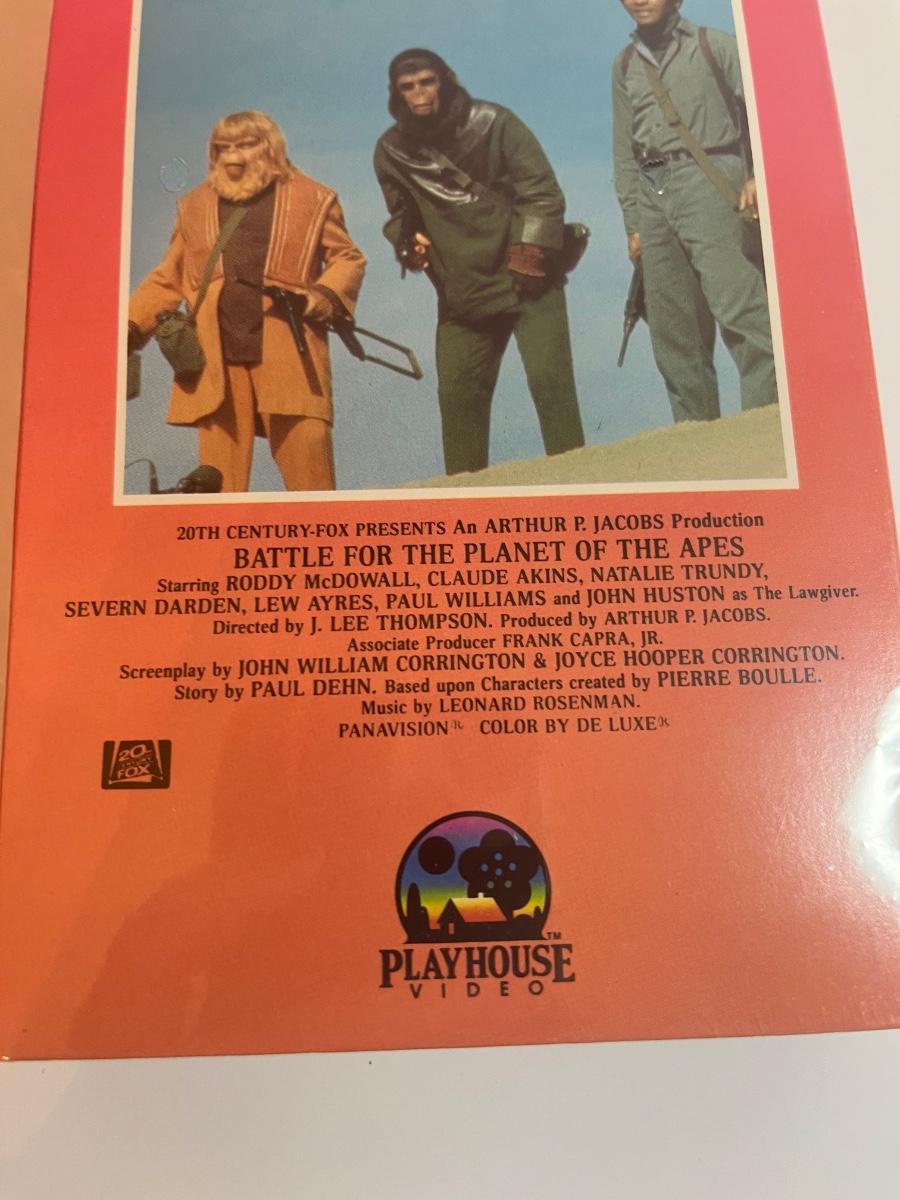 20TH CENTURY-FOX PRESENTS An ARTHUR P. JACOBS Production
BATTLE FOR THE PLANET OF THE APES
Starring RODDY McDOWALL, CLAUDE AKINS, NATALIE TRUNDY,
SEVERN DARDEN, LEW AYRES, PAUL WILLIAMS and JOHN HUSTON as The Lawgiver.
Directed by J. LEE THOMPSON. Produced by ARTHUR P. JACOBS.
Associate Producer FRANK CAPRA, JR.
Screenplay by JOHN WILLIAM CORRINGTON & JOYCE HOOPER CORRINGTON.
Story by PAUL DEHN. Based upon Characters created by PIERRE BOULLE.
Music by LEONARD ROSENMAN.
PANAVISION® COLOR BY DE LUXE®
20th
CENTURY
FOX
PLAYHOUSE™
VIDEO